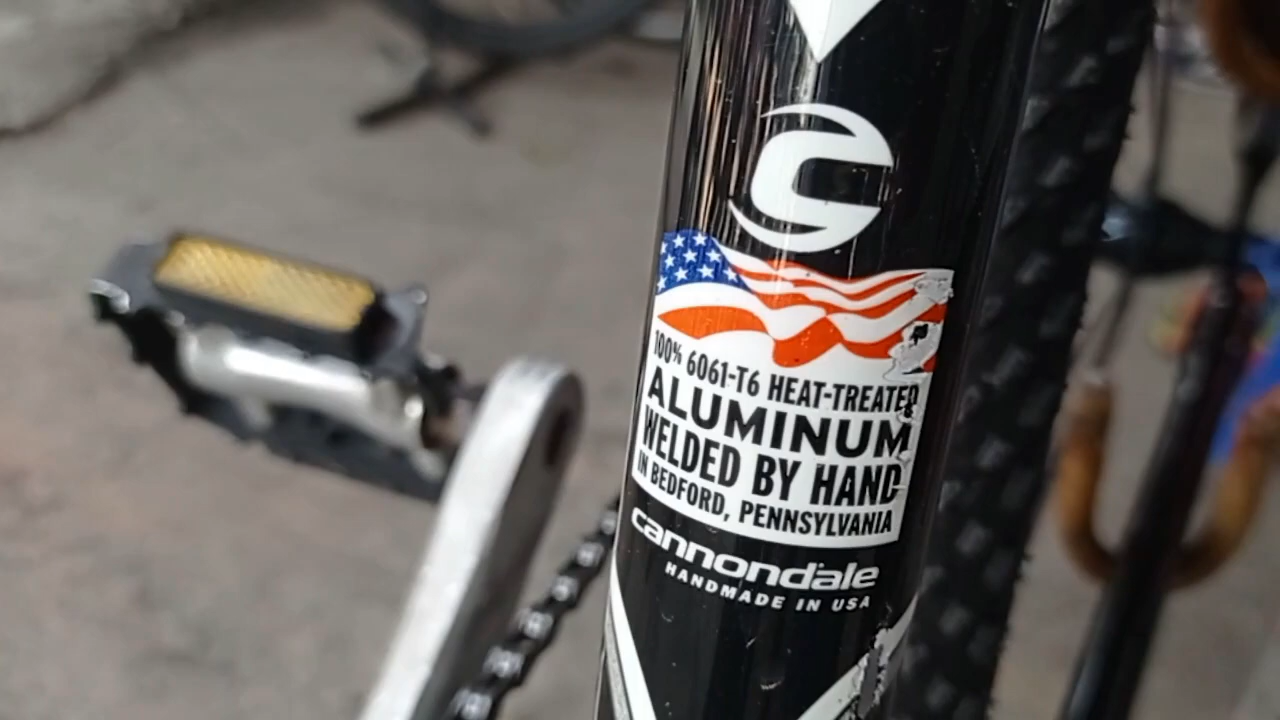 100% 6061-T6 HEAT-TREATED
ALUMINUM
WELDED BY HAND
IN BEDFORD, PENNSYLVANIA
cannondale
HANDMADE IN USA